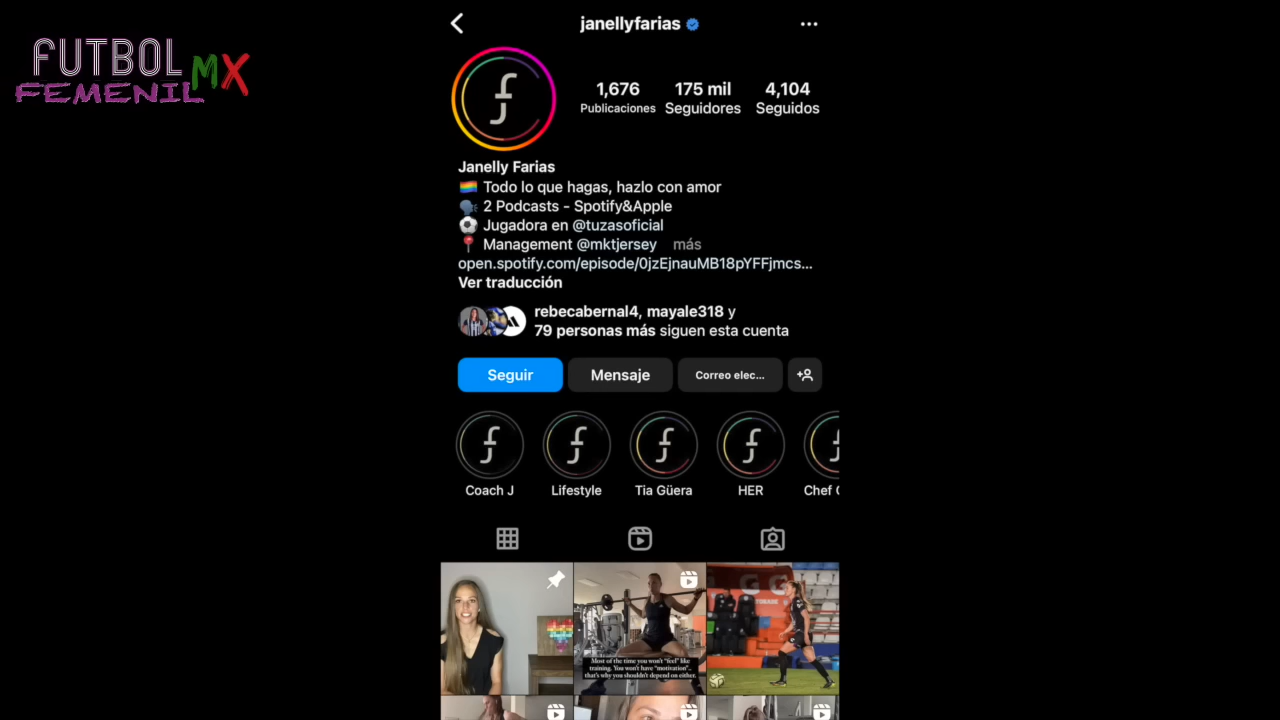 FUTBOL
FEMENIL MX
janellyfarias
1,676
175 mil
4,104
Publicaciones
Seguidores
Seguidos
Janelly Farias
🏳️‍🌈 Todo lo que hagas, hazlo con amor
🗣️ 2 Podcasts - Spotify&Apple
⚽ Jugadora en @tuzasoficial
📍 Management @mktjersey más
open.spotify.com/episode/0jzEjnauMB18pYFFjmcs...
Ver traducción
rebecabernal4, mayale318 y
79 personas más siguen esta cuenta
Seguir
Mensaje
Correo elec...
Coach J
Lifestyle
Tia Güera
HER
Chef
Most of the time you won't "feel" like
training. You won't have "motivation"..
that's why you shouldn't depend on either.